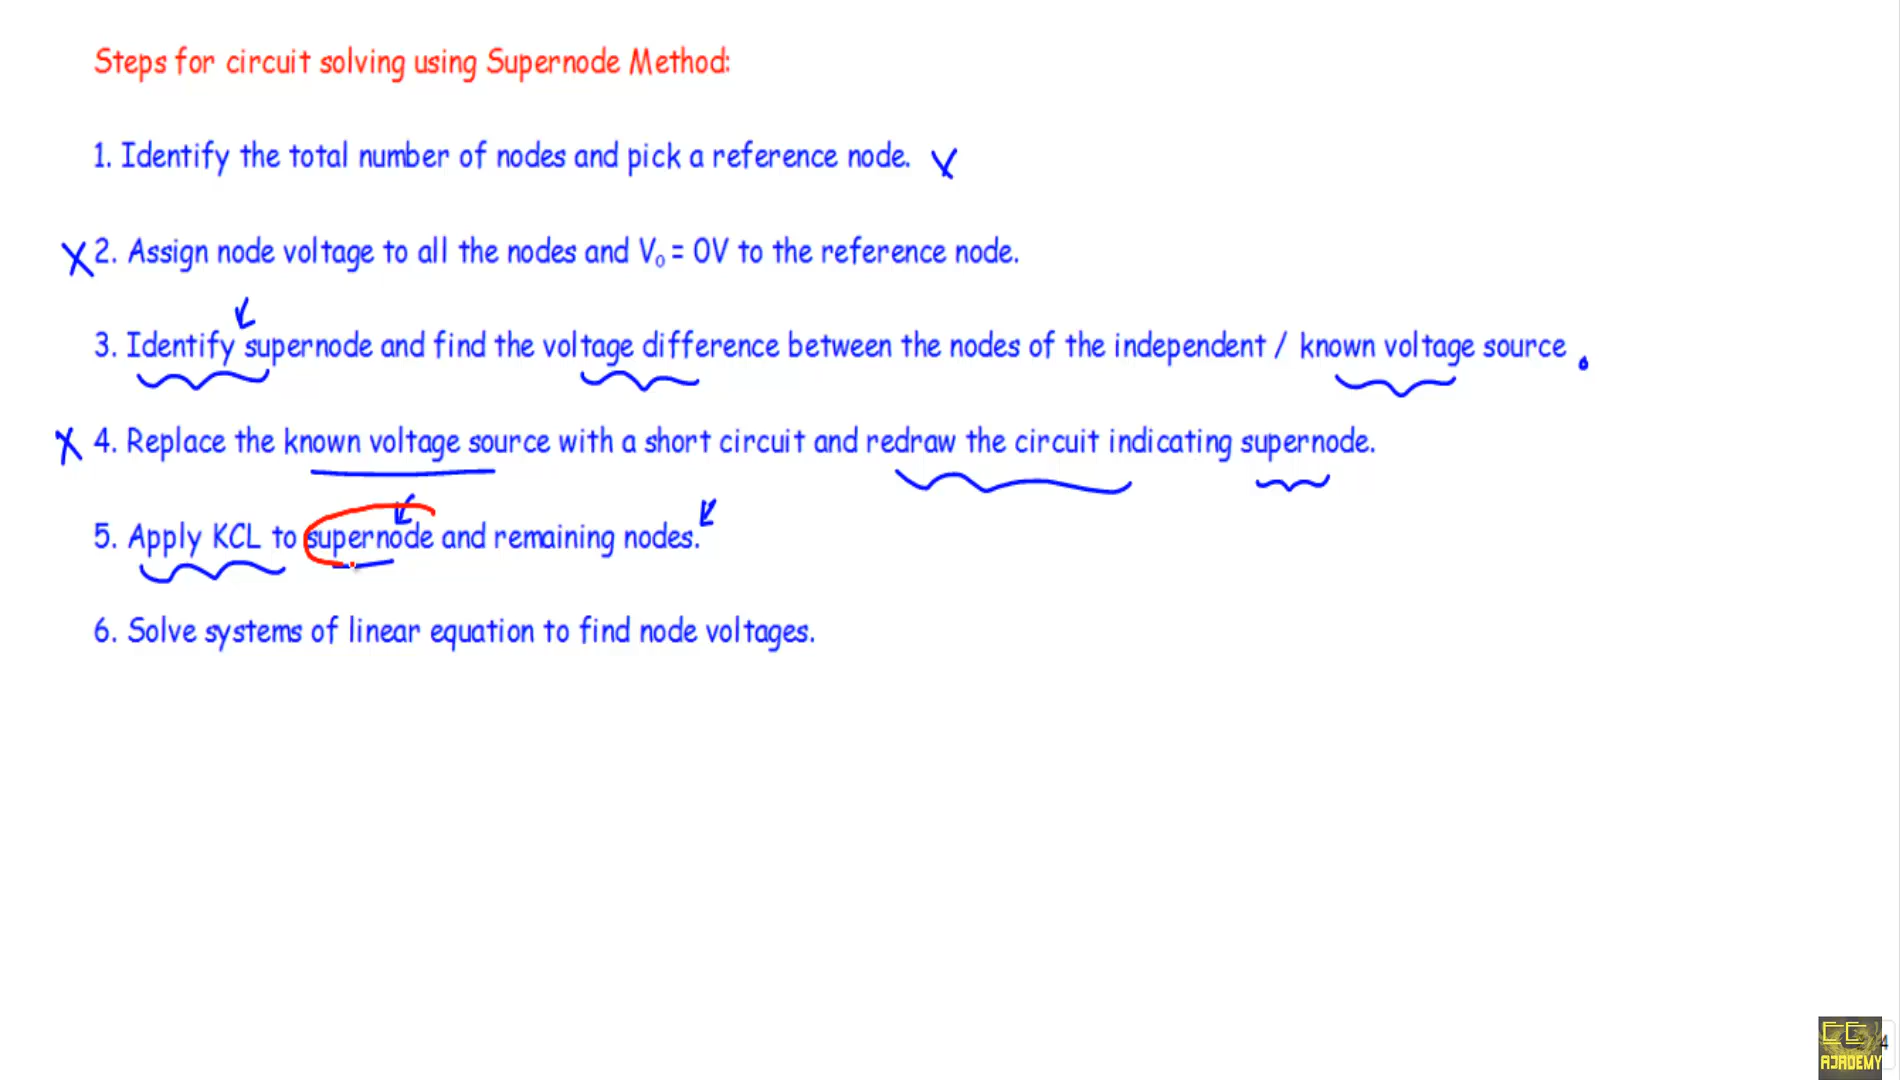 Steps for circuit solving using Supernode Method:
1. Identify the total number of nodes and pick a reference node. X
X 2. Assign node voltage to all the nodes and V₀ = 0V to the reference node.
3. Identify supernode and find the voltage difference between the nodes of the independent / known voltage source.
X 4. Replace the known voltage source with a short circuit and redraw the circuit indicating supernode.
5. Apply KCL to supernode and remaining nodes.
6. Solve systems of linear equation to find node voltages.
4